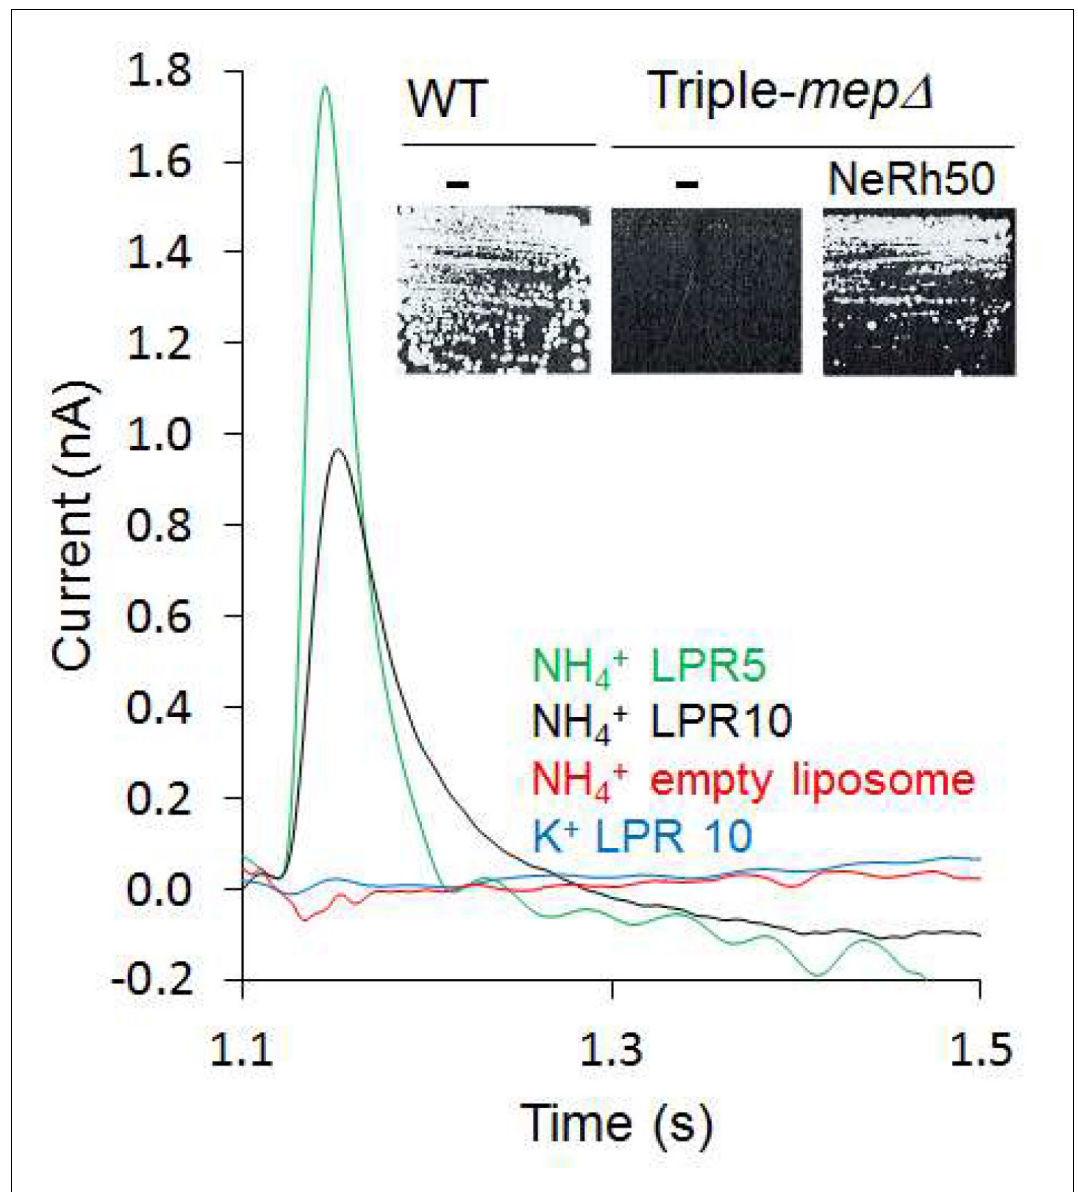 WT Triple-mepΔ
- - NeRh50
1.8
1.6
1.4
1.2
1.0
0.8
0.6
0.4
0.2
0.0
-0.2
Current (nA)
NH₄⁺ LPR5
NH₄⁺ LPR10
NH₄⁺ empty liposome
K⁺ LPR 10
1.1 1.3 1.5
Time (s)